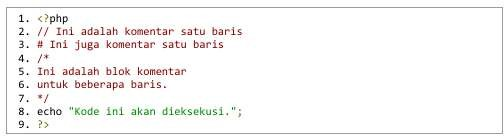 1. <?php
2. // Ini adalah komentar satu baris
3. # Ini juga komentar satu baris
4. /*
5. Ini adalah blok komentar
6. untuk beberapa baris.
7. */
8. echo "Kode ini akan dieksekusi.";
9. ?>